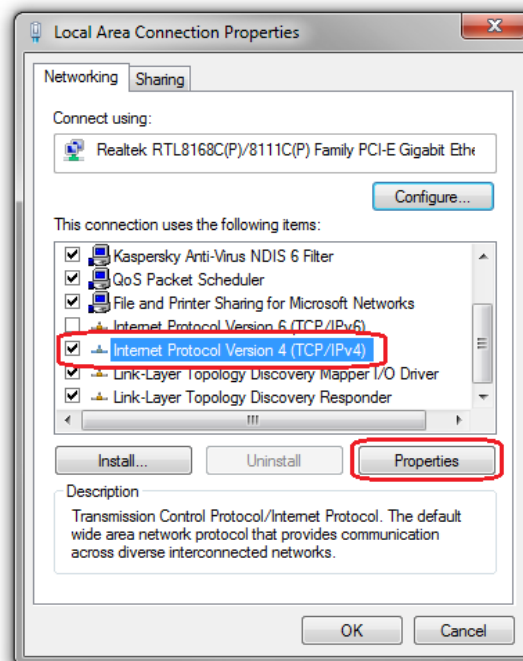 Local Area Connection Properties
Networking
Sharing
Connect using:
Realtek RTL8168C(P)/8111C(P) Family PCI-E Gigabit Ethe
Configure...
This connection uses the following items:
Kaspersky Anti-Virus NDIS 6 Filter
QoS Packet Scheduler
File and Printer Sharing for Microsoft Networks
Internet Protocol Version 6 (TCP/IPv6)
Internet Protocol Version 4 (TCP/IPv4)
Link-Layer Topology Discovery Mapper I/O Driver
Link-Layer Topology Discovery Responder
Install...
Uninstall
Properties
Description
Transmission Control Protocol/Internet Protocol. The default
wide area network protocol that provides communication
across diverse interconnected networks.
OK
Cancel